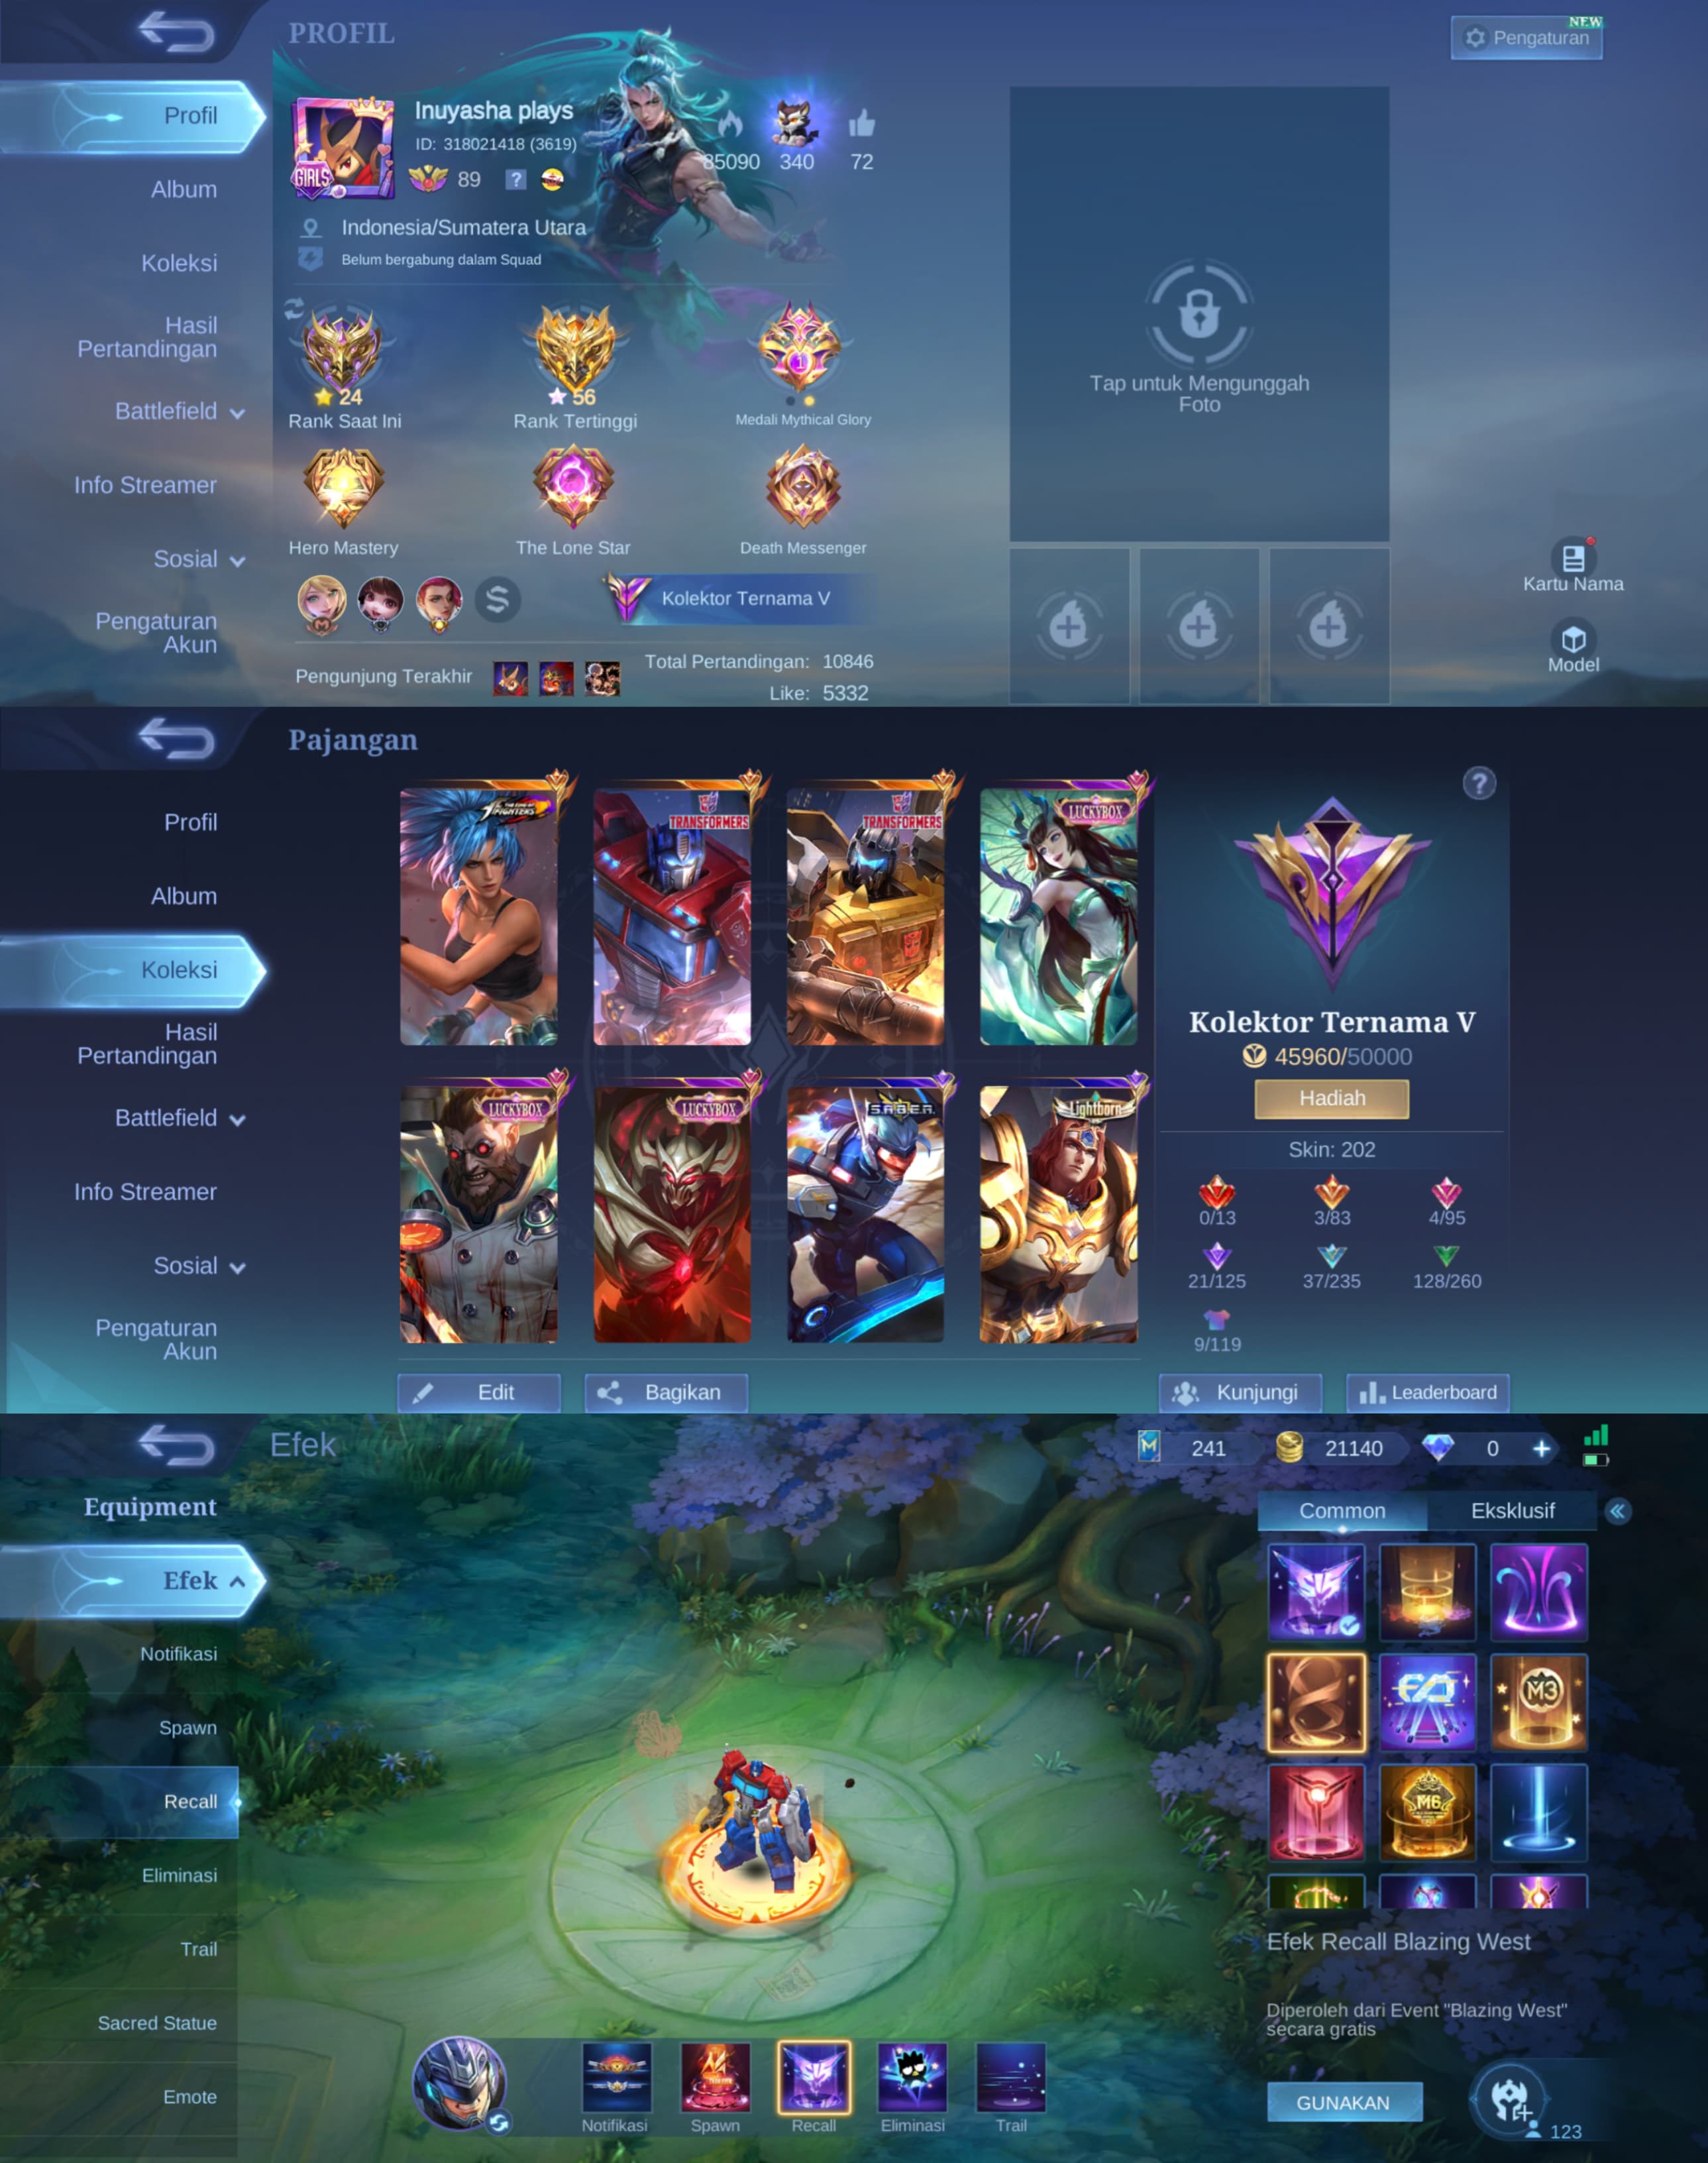 PROFIL
NEW
Pengaturan
Profil
Album
Koleksi
Hasil
Pertandingan
Battlefield
Info Streamer
Sosial
Pengaturan
Akun
GIRLS
Inuyasha plays
ID: 318021418 (3619)
89
?
85090
340
72
Indonesia/Sumatera Utara
Belum bergabung dalam Squad
24
Rank Saat Ini
56
Rank Tertinggi
1
Medali Mythical Glory
Hero Mastery
The Lone Star
Death Messenger
Kolektor Ternama V
Pengunjung Terakhir
Total Pertandingan: 10846
Like: 5332
Tap untuk Mengunggah
Foto
Kartu Nama
Model
Pajangan
Profil
Album
Koleksi
Hasil
Pertandingan
Battlefield
Info Streamer
Sosial
Pengaturan
Akun
THE KING OF FIGHTERS
TRANSFORMERS
TRANSFORMERS
LUCKYBOX
LUCKYBOX
LUCKYBOX
S.A.B.E.R.
Lightborn
Edit
Bagikan
?
Kolektor Ternama V
45960/50000
Hadiah
Skin: 202
0/13
3/83
4/95
21/125
37/235
128/260
9/119
Kunjungi
Leaderboard
Efek
241
21140
0
Equipment
Efek
Notifikasi
Spawn
Recall
Eliminasi
Trail
Sacred Statue
Emote
Common
Eksklusif
M3
M6
Efek Recall Blazing West
Diperoleh dari Event "Blazing West"
secara gratis
GUNAKAN
123
Notifikasi
Spawn
Recall
Eliminasi
Trail